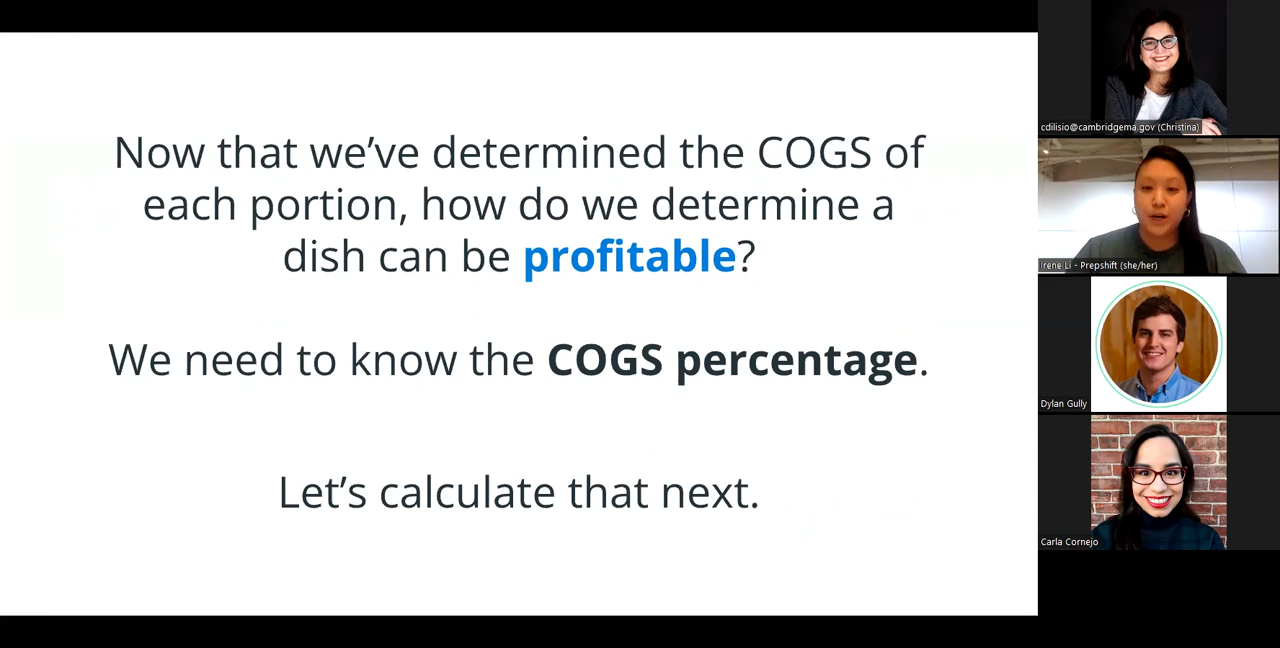 Now that we’ve determined the COGS of
each portion, how do we determine a
dish can be profitable?
We need to know the COGS percentage.
Let’s calculate that next.
cdilisio@cambridgema.gov (Christina)
Irene Li - Prepshift (she/her)
Dylan Gully
Carla Cornejo